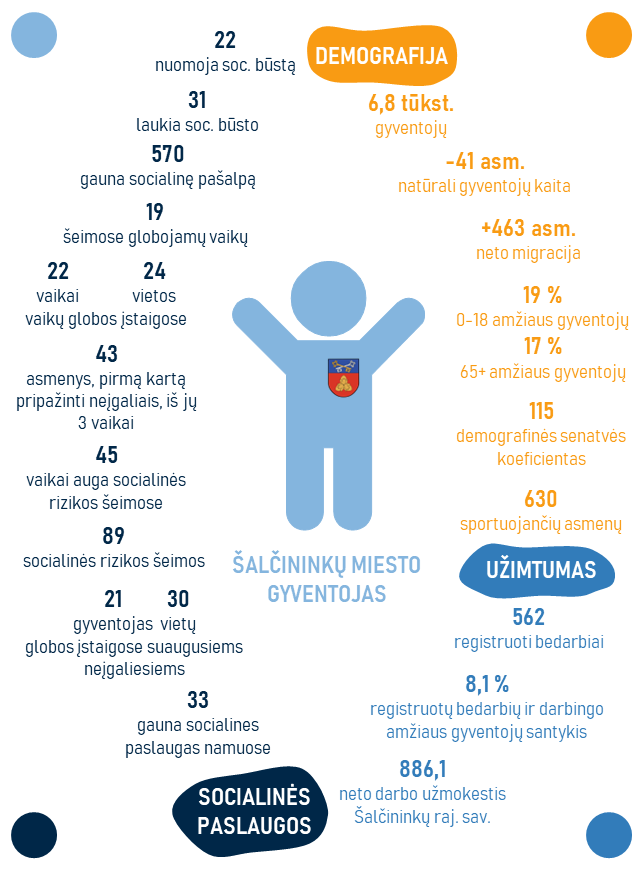 22
nuomoja soc. būstą
31
laukia soc. būsto
570
gauna socialinę pašalpą
19
šeimose globojamų vaikų
22 24
vaikai vietos
vaikų globos įstaigose
43
asmenys, pirmą kartą
pripažinti neįgaliais, iš jų
3 vaikai
45
vaikai auga socialinės
rizikos šeimose
89
socialinės rizikos šeimos
21 30
gyventojas vietų
globos įstaigose suaugusiems
neįgaliesiems
33
gauna socialines
paslaugas namuose
SOCIALINĖS
PASLAUGOS
ŠALČININKŲ MIESTO
GYVENTOJAS
DEMOGRAFIJA
6,8 tūkst.
gyventojų
-41 asm.
natūrali gyventojų kaita
+463 asm.
neto migracija
19 %
0-18 amžiaus gyventojų
17 %
65+ amžiaus gyventojų
115
demografinės senatvės
koeficientas
630
sportuojančių asmenų
UŽIMTUMAS
562
registruoti bedarbiai
8,1 %
registruotų bedarbių ir darbingo
amžiaus gyventojų santykis
886,1
neto darbo užmokestis
Šalčininkų raj. sav.